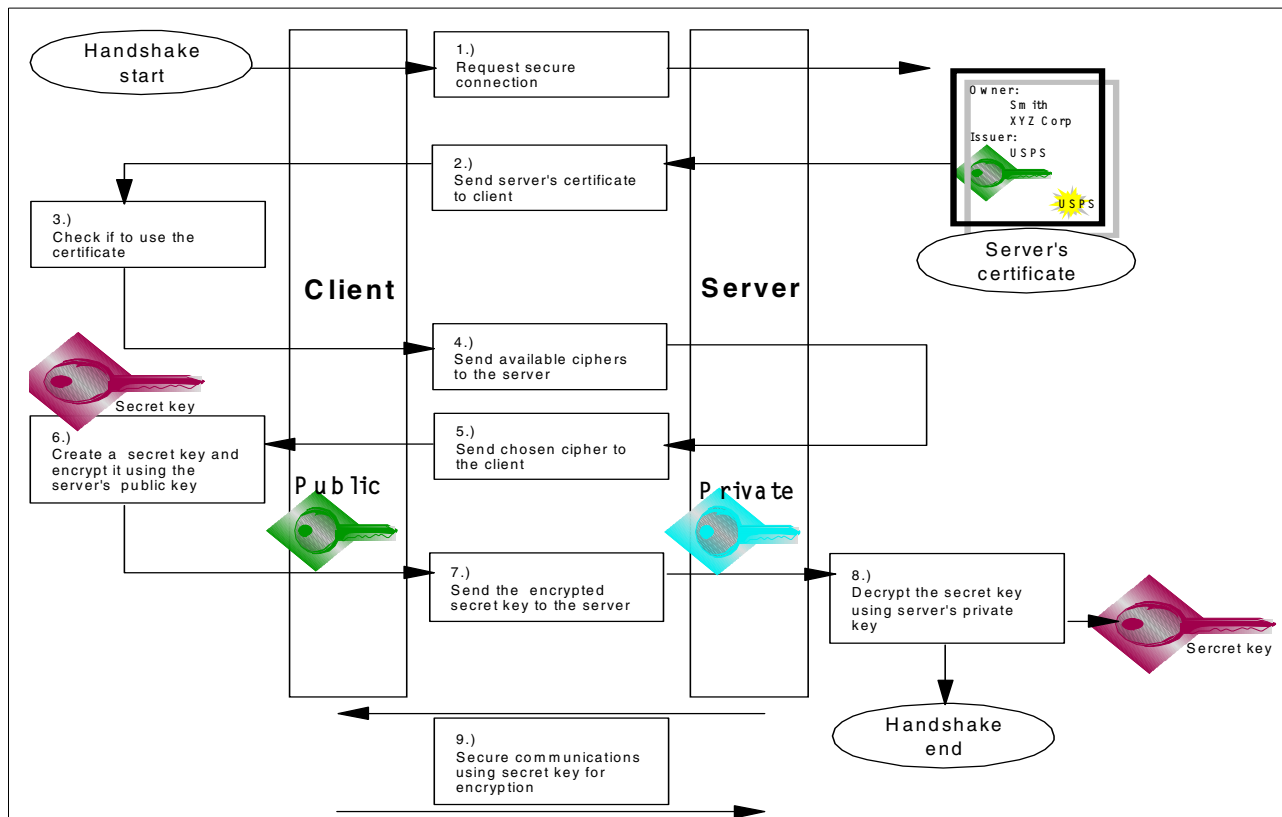 Handshake
start
1.)
Request secure
connection
Owner:
Smith
XYZ Corp
Issuer:
USPS
USPS
Server's
certificate
2.)
Send server's certificate
to client
3.)
Check if to use the
certificate
Client
Server
4.)
Send available ciphers
to the server
Secret key
5.)
Send chosen cipher to
the client
6.)
Create a secret key and
encrypt it using the
server's public key
Public
Private
7.)
Send the encrypted
secret key to the server
8.)
Decrypt the secret key
using server's private
key
Sercret key
Handshake
end
9.)
Secure communications
using secret key for
encryption